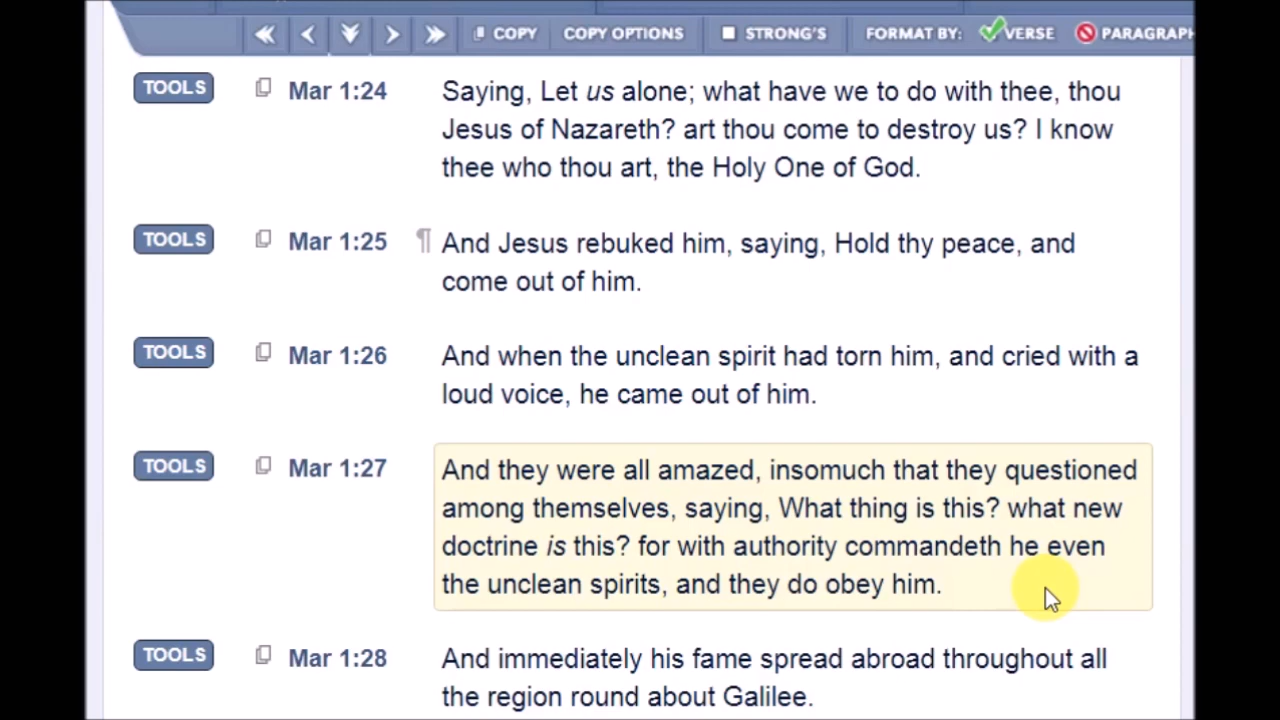 COPY COPY OPTIONS STRONG'S FORMAT BY: VERSE PARAGRAPH
TOOLS Mar 1:24 Saying, Let us alone; what have we to do with thee, thou
Jesus of Nazareth? art thou come to destroy us? I know
thee who thou art, the Holy One of God.
TOOLS Mar 1:25 ¶ And Jesus rebuked him, saying, Hold thy peace, and
come out of him.
TOOLS Mar 1:26 And when the unclean spirit had torn him, and cried with a
loud voice, he came out of him.
TOOLS Mar 1:27 And they were all amazed, insomuch that they questioned
among themselves, saying, What thing is this? what new
doctrine is this? for with authority commandeth he even
the unclean spirits, and they do obey him.
TOOLS Mar 1:28 And immediately his fame spread abroad throughout all
the region round about Galilee.